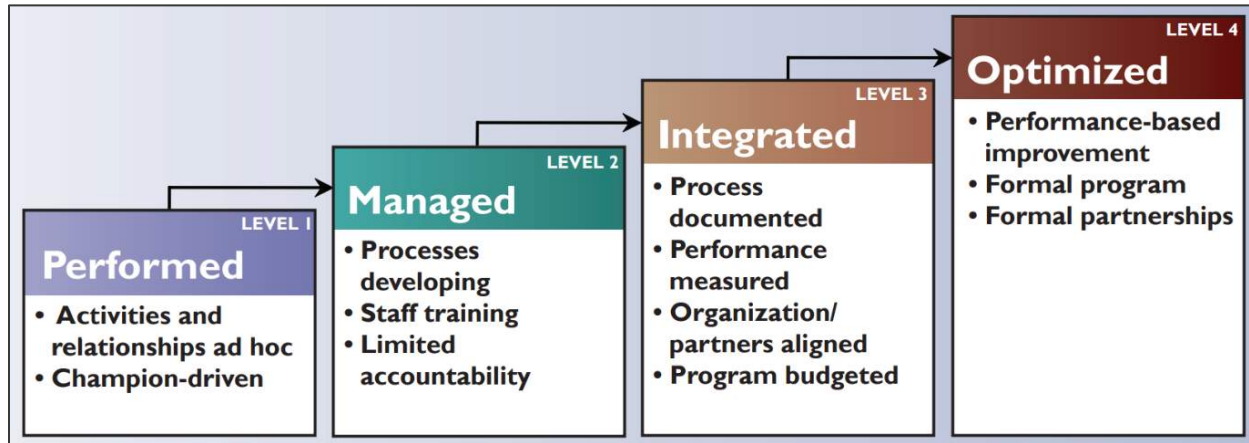 LEVEL 1
Performed
• Activities and
relationships ad hoc
• Champion-driven
LEVEL 2
Managed
• Processes
developing
• Staff training
• Limited
accountability
LEVEL 3
Integrated
• Process
documented
• Performance
measured
• Organization/
partners aligned
• Program budgeted
LEVEL 4
Optimized
• Performance-based
improvement
• Formal program
• Formal partnerships